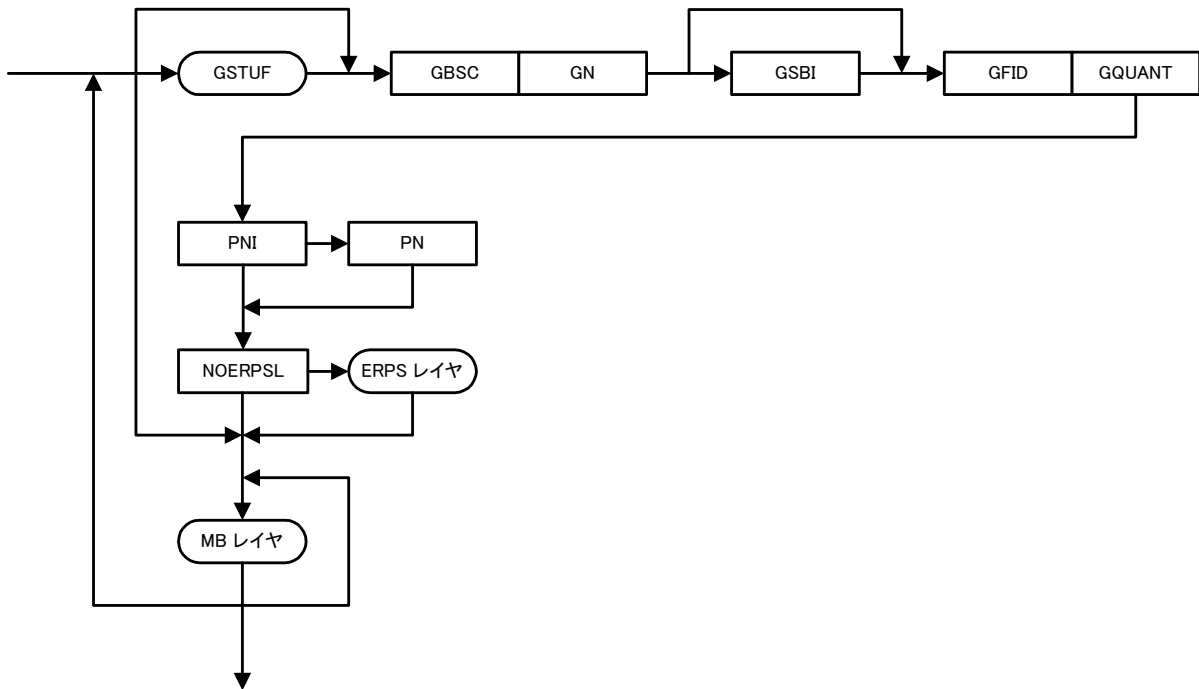 GSTUF
GBSC
GN
GSBI
GFID
GQUANT
PNI
PN
NOERPSL
ERPS レイヤ
MB レイヤ